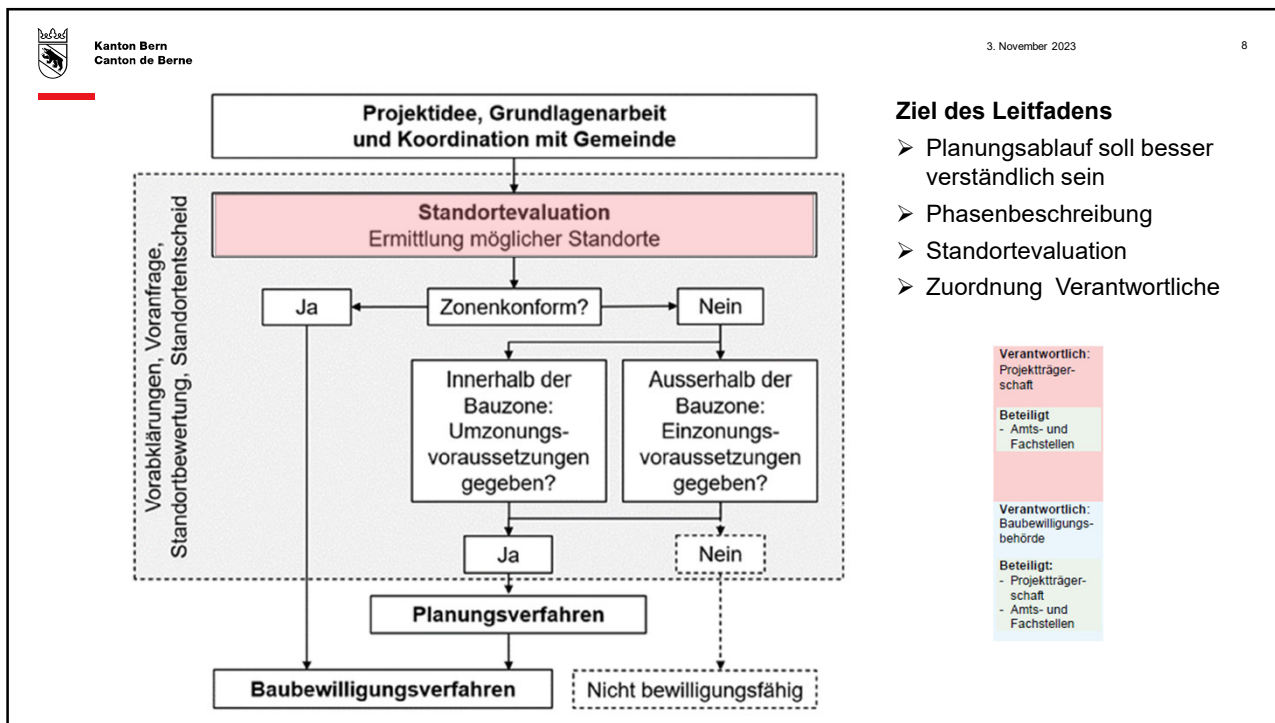 Kanton Bern
Canton de Berne
3. November 2023
8
Projektidee, Grundlagenarbeit
und Koordination mit Gemeinde
Vorabklärungen, Voranfrage,
Standortbewertung, Standortentscheid
Standortevaluation
Ermittlung möglicher Standorte
Ja
Zonenkonform?
Nein
Innerhalb der
Bauzone:
Umzonungs-
voraussetzungen
gegeben?
Ausserhalb der
Bauzone:
Einzonungs-
voraussetzungen
gegeben?
Ja
Nein
Planungsverfahren
Baubewilligungsverfahren
Nicht bewilligungsfähig
Ziel des Leitfadens
➢ Planungsablauf soll besser
verständlich sein
➢ Phasenbeschreibung
➢ Standortevaluation
➢ Zuordnung Verantwortliche
Verantwortlich:
Projektträger-
schaft
Beteiligt
- Amts- und
Fachstellen
Verantwortlich:
Baubewilligungs-
behörde
Beteiligt:
- Projektträger-
schaft
- Amts- und
Fachstellen